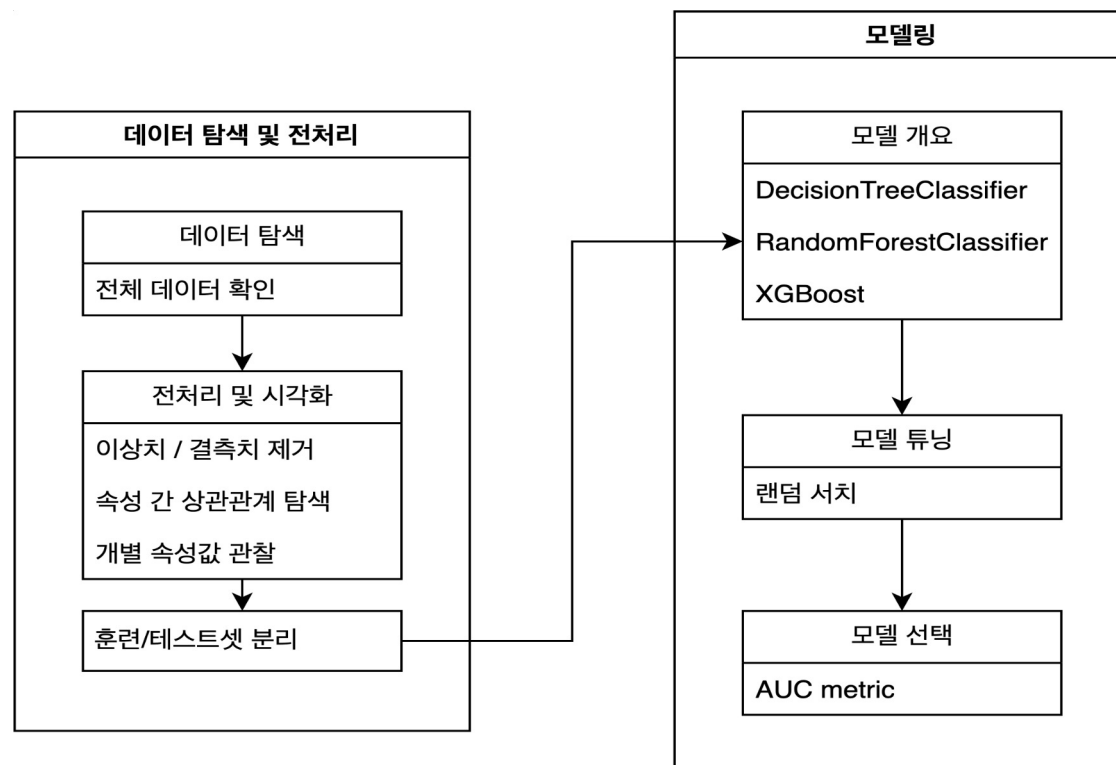 데이터 탐색 및 전처리
데이터 탐색
전체 데이터 확인
전처리 및 시각화
이상치 / 결측치 제거
속성 간 상관관계 탐색
개별 속성값 관찰
훈련/테스트셋 분리
모델링
모델 개요
DecisionTreeClassifier
RandomForestClassifier
XGBoost
모델 튜닝
랜덤 서치
모델 선택
AUC metric